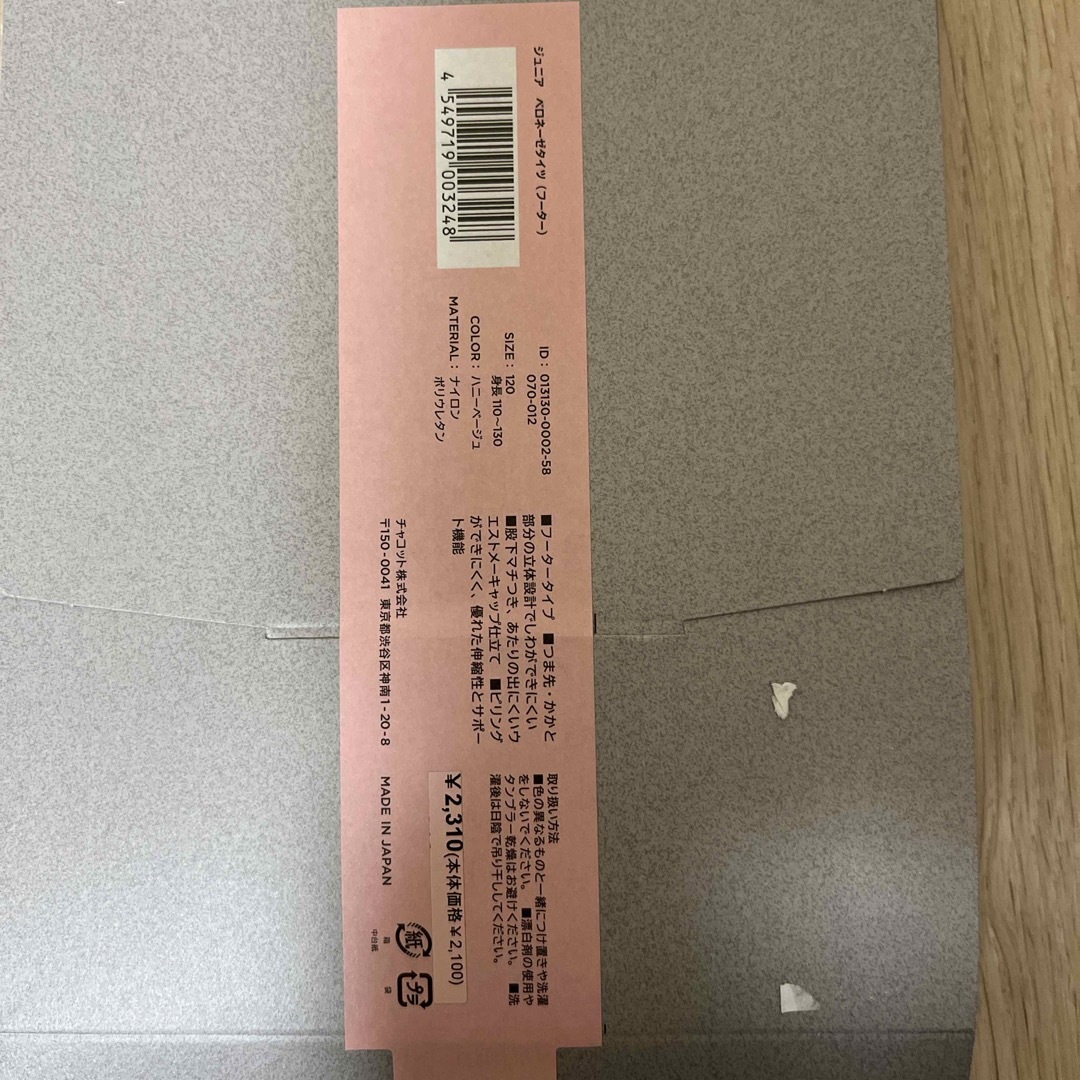 ジュニア ベロネーゼタイツ（フーター）
4 549719 003248
ID： 013130-0002-58
070-012
SIZE： 120
身長 110～130
COLOR： ハニーベージュ
MATERIAL： ナイロン
ポリウレタン
■フータータイプ ■つま先・かかと
部分の立体設計でしわができにくい
■股下マチつき、あたりの出にくいウ
エストメーキャップ仕立て ■ピリング
ができにくく、優れた伸縮性とサポー
ト機能
チャコット株式会社
〒150-0041 東京都渋谷区神南1-20-8
取り扱い方法
■色の異なるものと一緒につけ置きや洗濯
をしないでください。 ■漂白剤の使用や
タンブラー乾燥はお避けください。 ■洗
濯後は日陰で吊り干ししてください。
￥2,310(本体価格￥2,100)
MADE IN JAPAN
紙
箱
中台紙
プラ
袋